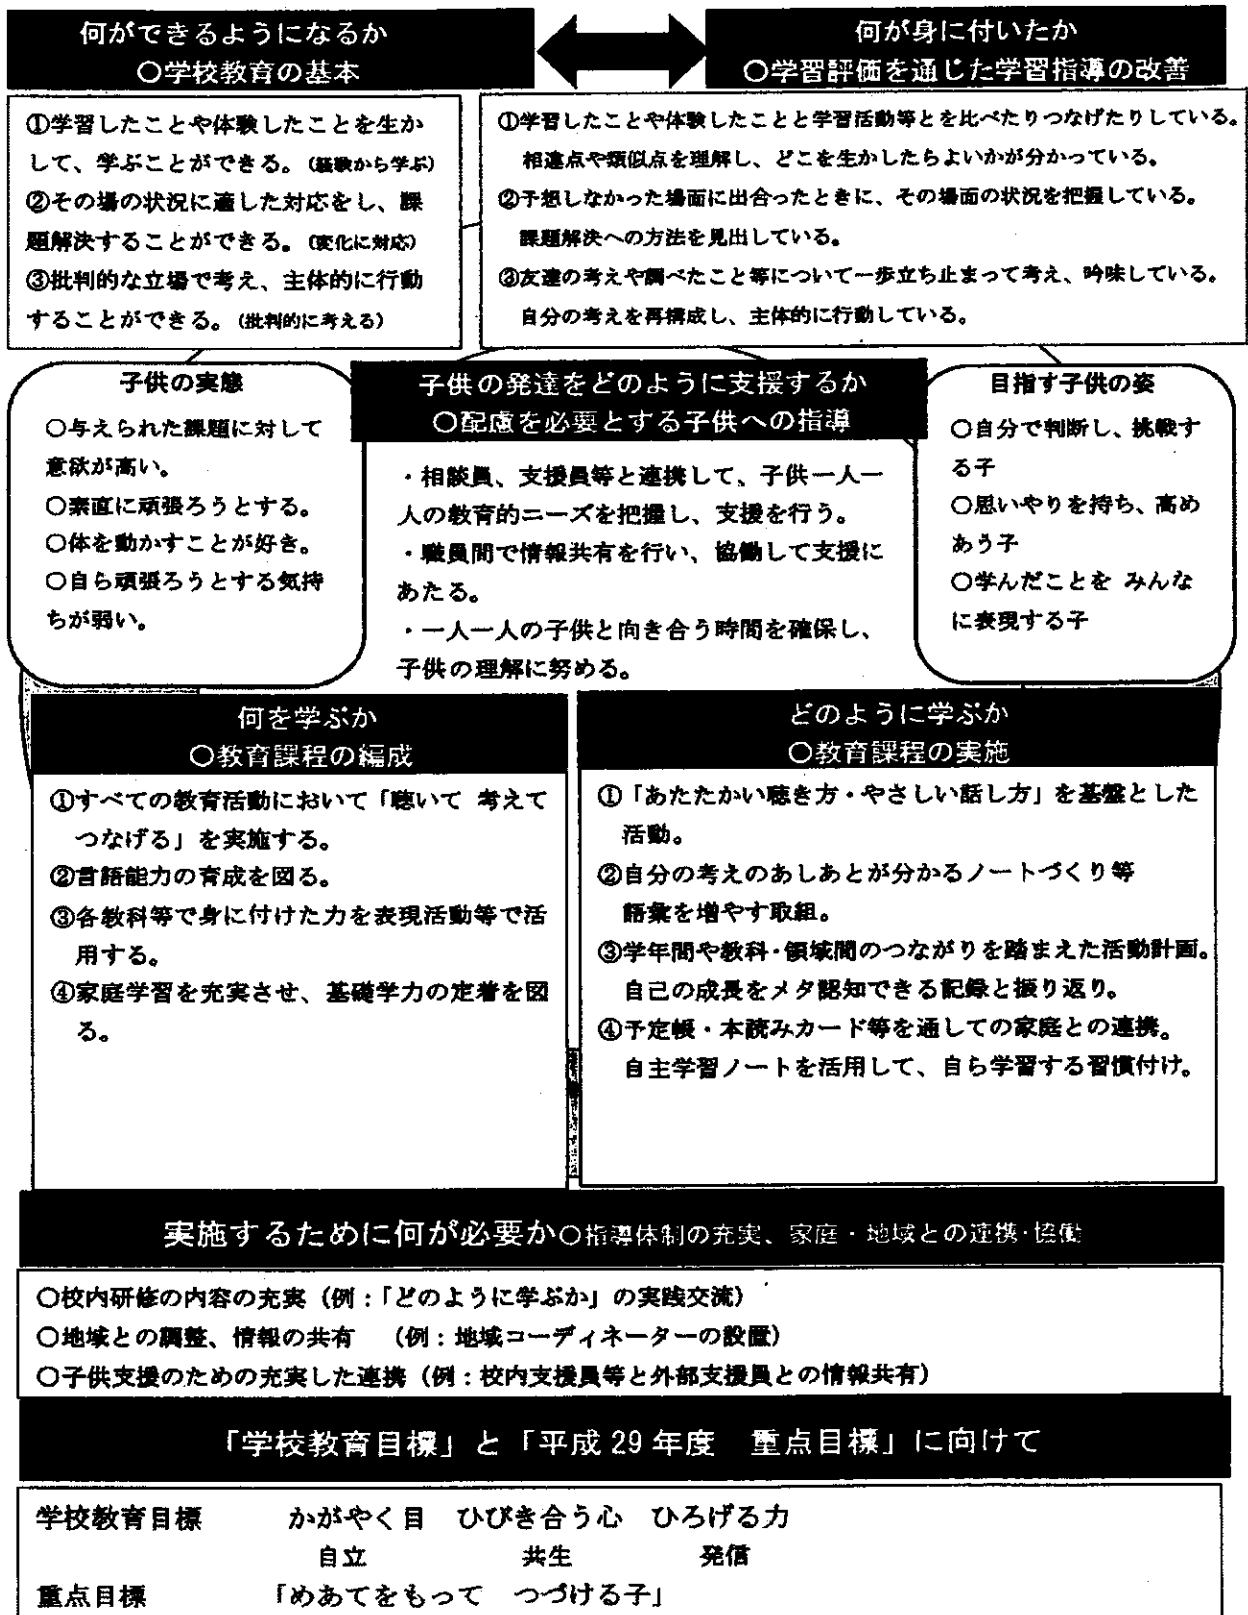 何ができるようになるか
○学校教育の基本
何が身に付いたか
○学習評価を通じた学習指導の改善
①学習したことや体験したことを生か
して、学ぶことができる。(経験から学ぶ)
②その場の状況に適した対応をし、課
題解決することができる。(変化に対応)
③批判的な立場で考え、主体的に行動
することができる。(批判的に考える)
①学習したことや体験したことと学習活動等とを比べたりつなげたりしている。
相違点や類似点を理解し、どこを生かしたらよいかが分かっている。
②予想しなかった場面に出合ったときに、その場面の状況を把握している。
課題解決への方法を見出している。
③友達の考えや調べたこと等について一歩立ち止まって考え、吟味している。
自分の考えを再構成し、主体的に行動している。
子供の実態
○与えられた課題に対して
意欲が高い。
○素直に頑張ろうとする。
○体を動かすことが好き。
○自ら頑張ろうとする気持
ちが弱い。
子供の発達をどのように支援するか
○配慮を必要とする子供への指導
・相談員、支援員等と連携して、子供一人一
人の教育的ニーズを把握し、支援を行う。
・職員間で情報共有を行い、協働して支援に
あたる。
・一人一人の子供と向き合う時間を確保し、
子供の理解に努める。
目指す子供の姿
○自分で判断し、挑戦す
る子
○思いやりを持ち、高め
あう子
○学んだことを みんな
に表現する子
何を学ぶか
○教育課程の編成
①すべての教育活動において「聴いて 考えて
つなげる」を実施する。
②言語能力の育成を図る。
③各教科等で身に付けた力を表現活動等で活
用する。
④家庭学習を充実させ、基礎学力の定着を図
る。
どのように学ぶか
○教育課程の実施
①「あたたかい聴き方・やさしい話し方」を基盤とした
活動。
②自分の考えのあしあとが分かるノートづくり等
語彙を増やす取組。
③学年間や教科・領域間のつながりを踏まえた活動計画。
自己の成長をメタ認知できる記録と振り返り。
④予定帳・本読みカード等を通しての家庭との連携。
自主学習ノートを活用して、自ら学習する習慣付け。
実施するために何が必要か○指導体制の充実、家庭・地域との連携・協働
○校内研修の内容の充実（例：「どのように学ぶか」の実践交流）
○地域との調整、情報の共有　（例：地域コーディネーターの設置）
○子供支援のための充実した連携（例：校内支援員等と外部支援員との情報共有）
「学校教育目標」と「平成29年度　重点目標」に向けて
学校教育目標　かがやく目　ひびき合う心　ひろげる力
自立　共生　発信
重点目標　「めあてをもって　つづける子」